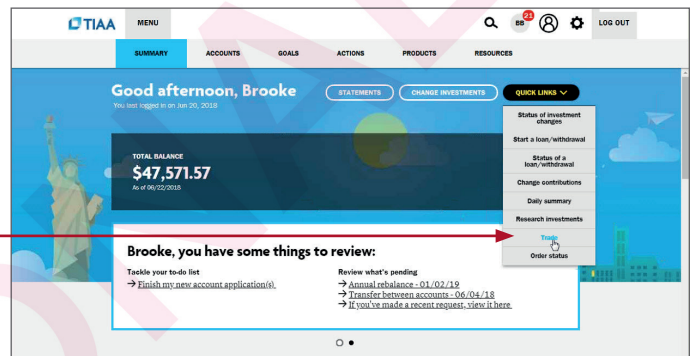 TIAA
MENU
BB
21
LOG OUT
SUMMARY
ACCOUNTS
GOALS
ACTIONS
PRODUCTS
RESOURCES
Good afternoon, Brooke
STATEMENTS
CHANGE INVESTMENTS
QUICK LINKS
You last logged in on Jun 20, 2018
Status of investment
changes
Start a loan/withdrawal
Status of a
loan/withdrawal
Change contributions
Daily summary
Research investments
Trade
Order status
TOTAL BALANCE
$47,571.57
As of 06/22/2018
Brooke, you have some things to review:
Tackle your to-do list
→ Finish my new account application(s)
Review what's pending
→ Annual rebalance - 01/02/19
→ Transfer between accounts - 06/04/18
→ If you've made a recent request, view it here